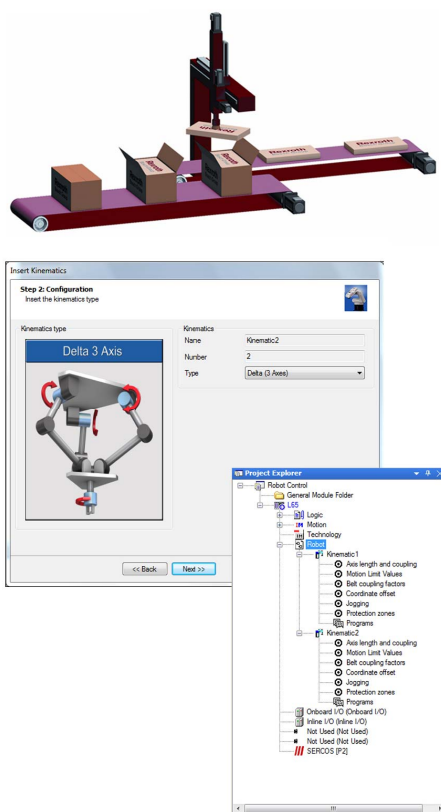 Rexroth
Rexroth
Rexroth
Rexroth
Rexroth
Insert Kinematics
Step 2: Configuration
Insert the kinematics type
Kinematics type
Delta 3 Axis
Kinematics
Name
Kinematic2
Number
2
Type
Delta (3 Axes)
<< Back
Next >>
Project Explorer
Robot Control
General Module Folder
L65
Logic
Motion
Technology
Robot
Kinematic1
Axis length and coupling
Motion Limit Values
Belt coupling factors
Coordinate offset
Jogging
Protection zones
Programs
Kinematic2
Axis length and coupling
Motion Limit Values
Belt coupling factors
Coordinate offset
Jogging
Protection zones
Programs
Onboard I/O (Onboard I/O)
Inline I/O (Inline I/O)
Not Used (Not Used)
Not Used (Not Used)
SERCOS [P2]